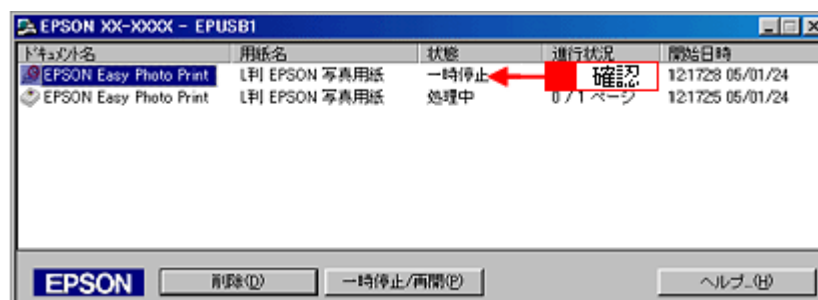 EPSON XX-XXXX - EPUSB1
ドキュメント名 用紙名 状態 進行状況 開始日時
EPSON Easy Photo Print L判 EPSON 写真用紙 一時停止 確認 12:17:28 05/01/24
EPSON Easy Photo Print L判 EPSON 写真用紙 処理中 0 / 1 ページ 12:17:25 05/01/24
EPSON 削除(D) 一時停止/再開(P) ヘルプ...(H)